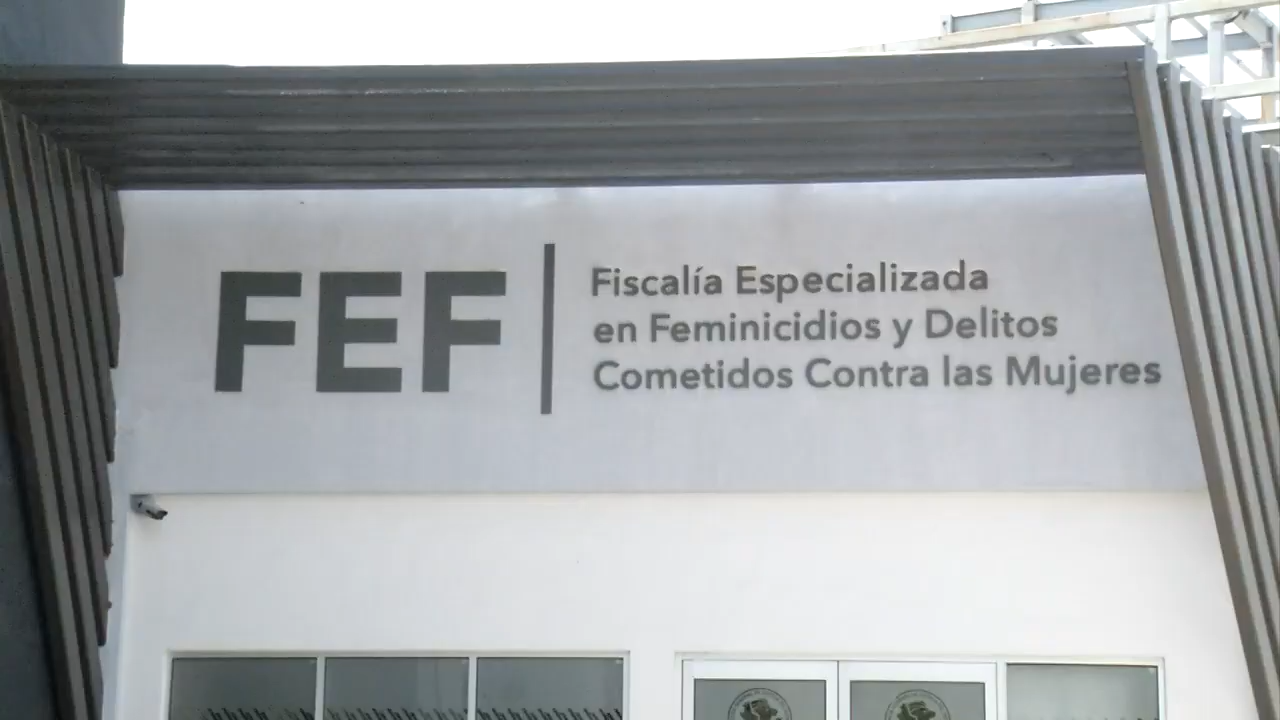 FEF
Fiscalía Especializada
en Feminicidios y Delitos
Cometidos Contra las Mujeres